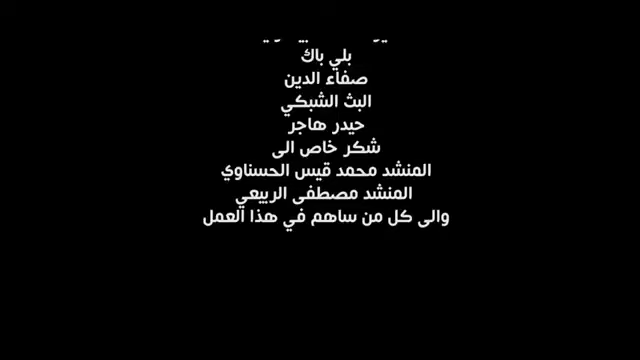 بلي باك
صفاء الدين
البث الشبكي
حيدر هاجر
شكر خاص الى
المنشد محمد قيس الحسناوي
المنشد مصطفى الربيعي
والى كل من ساهم في هذا العمل